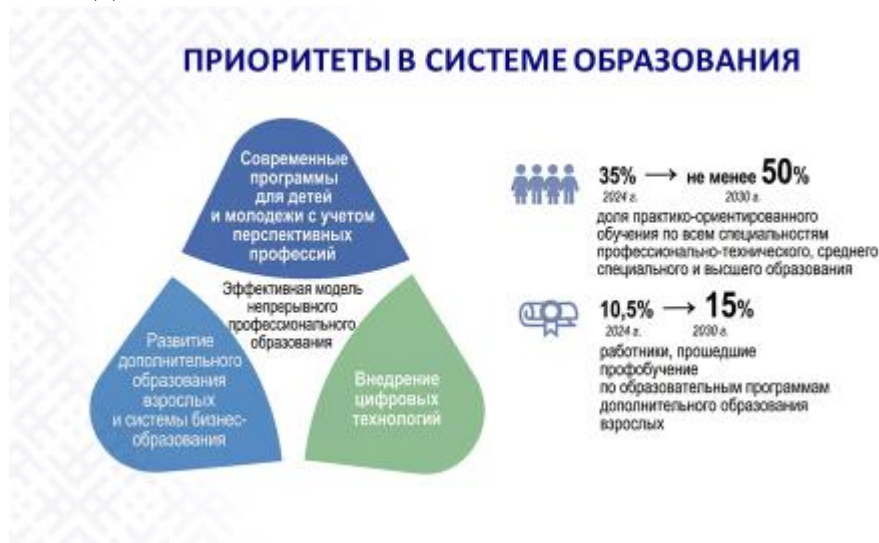 ПРИОРИТЕТЫ В СИСТЕМЕ ОБРАЗОВАНИЯ
Современные
программы
для детей
и молодежи с учетом
перспективных
профессий
Эффективная модель
непрерывного
профессионального
образования
Развитие
дополнительного
образования
взрослых
и системы бизнес-
образования
Внедрение
цифровых
технологий
35% → не менее 50%
2024 г. 2030 г.
доля практико-ориентированного
обучения по всем специальностям
профессионально-технического, среднего
специального и высшего образования
10,5% → 15%
2024 г. 2030 г.
работники, прошедшие
профобучение
по образовательным программам
дополнительного образования
взрослых